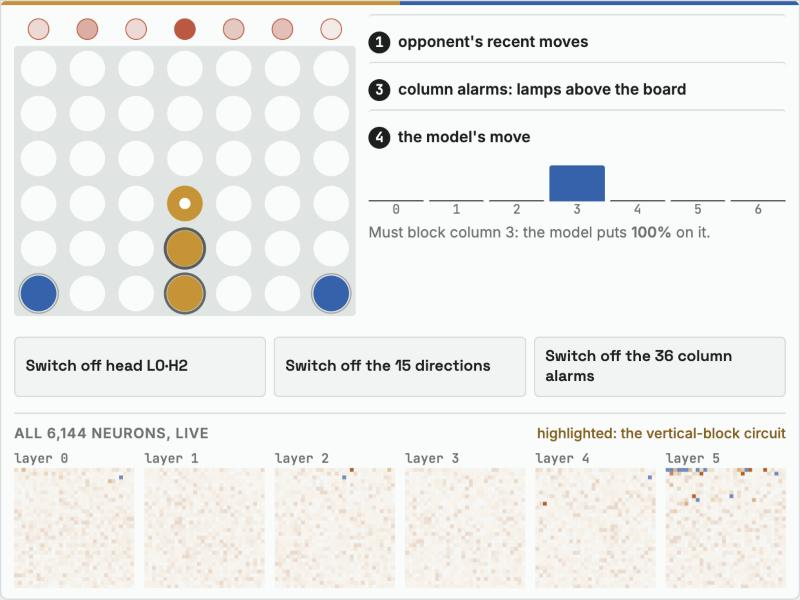 1 opponent's recent moves
3 column alarms: lamps above the board
4 the model's move
0 1 2 3 4 5 6
Must block column 3: the model puts 100% on it.
Switch off head L0·H2
Switch off the 15 directions
Switch off the 36 column
alarms
ALL 6,144 NEURONS, LIVE
highlighted: the vertical-block circuit
layer 0 layer 1 layer 2 layer 3 layer 4 layer 5